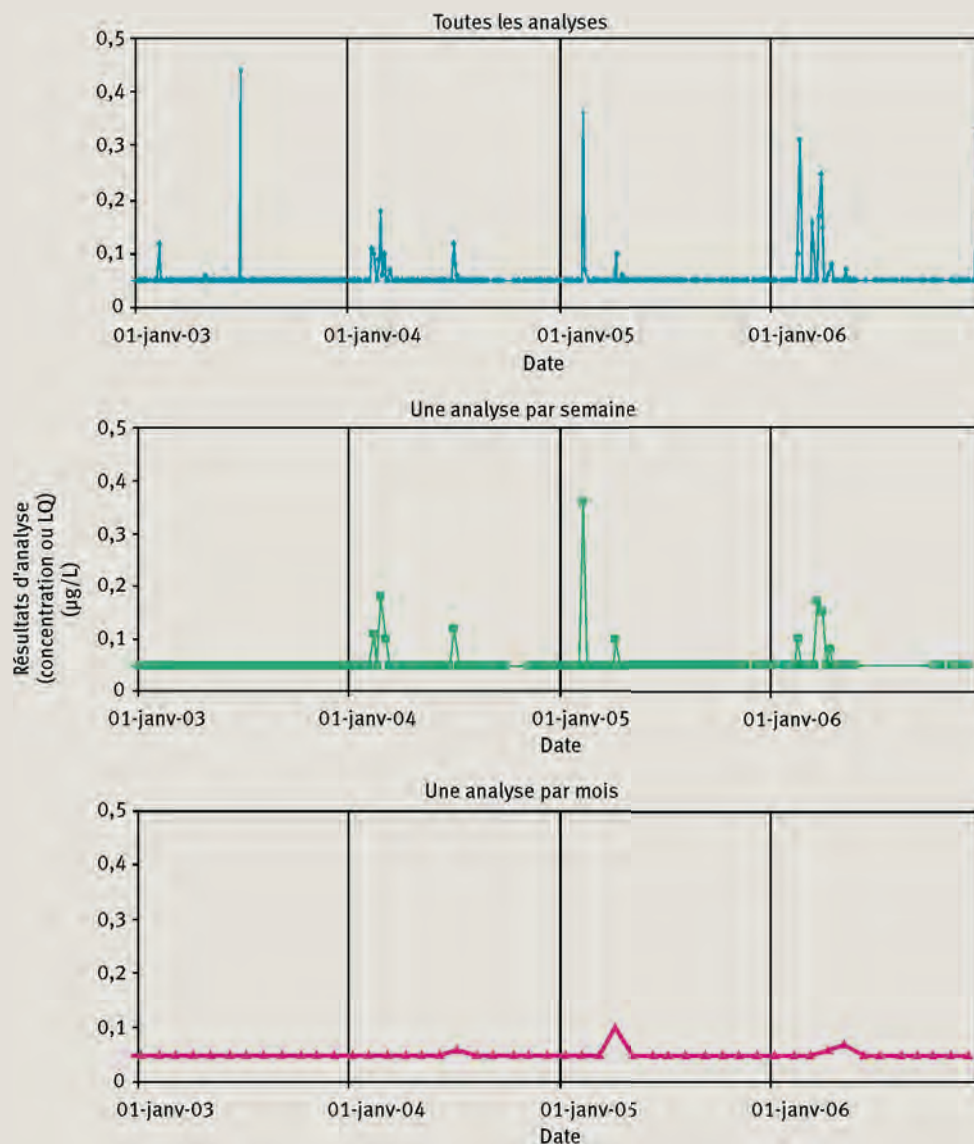 Toutes les analyses
0,5
0,4
0,3
0,2
0,1
0
01-janv-03 01-janv-04 01-janv-05 01-janv-06
Date
Résultats d'analyse
(concentration ou LQ)
(µg/L)
Une analyse par semaine
0,5
0,4
0,3
0,2
0,1
0
01-janv-03 01-janv-04 01-janv-05 01-janv-06
Date
Une analyse par mois
0,5
0,4
0,3
0,2
0,1
0
01-janv-03 01-janv-04 01-janv-05 01-janv-06
Date